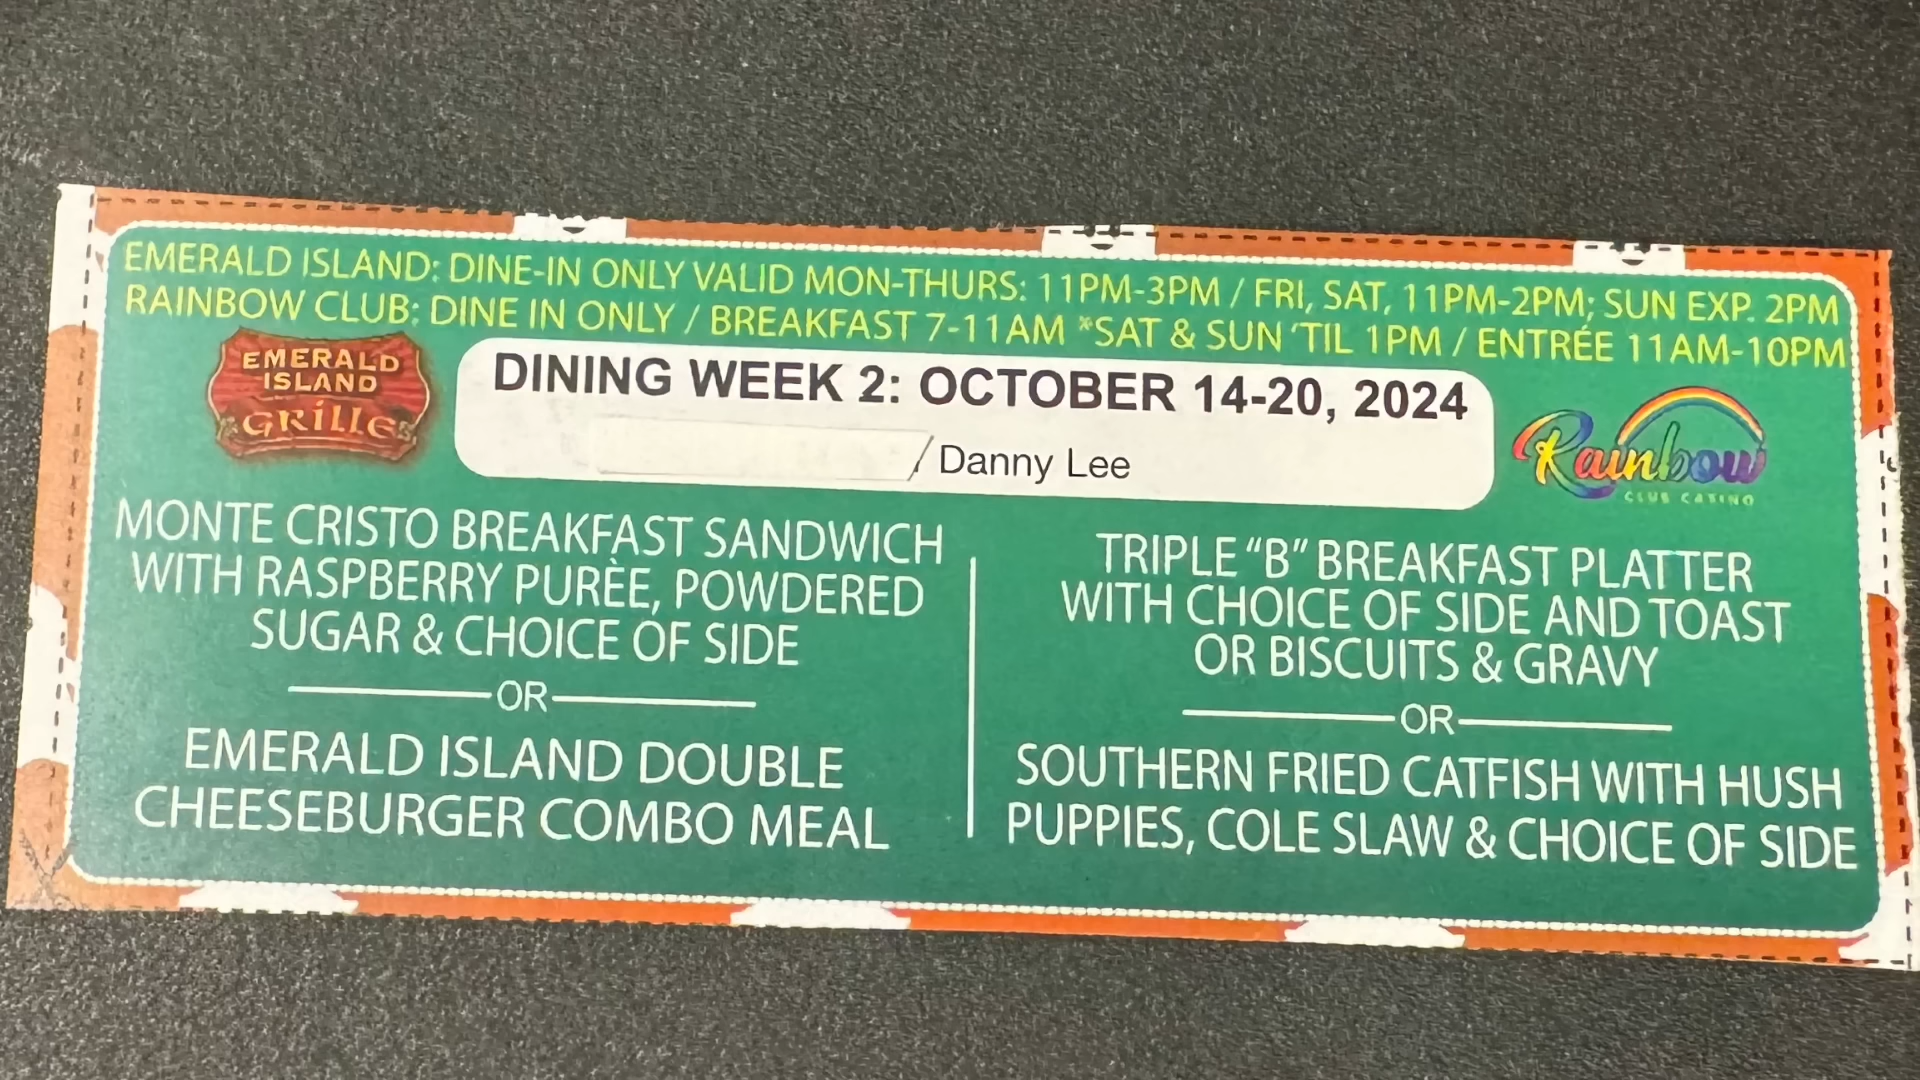 EMERALD ISLAND: DINE-IN ONLY VALID MON-THURS: 11PM-3PM / FRI, SAT, 11PM-2PM; SUN EXP. 2PM
RAINBOW CLUB: DINE IN ONLY / BREAKFAST 7-11AM *SAT & SUN 'TIL 1PM / ENTRÉE 11AM-10PM
EMERALD
ISLAND
GRILLE
DINING WEEK 2: OCTOBER 14-20, 2024
/ Danny Lee
Rainbow
CLUB CASINO
MONTE CRISTO BREAKFAST SANDWICH
WITH RASPBERRY PURÈE, POWDERED
SUGAR & CHOICE OF SIDE
OR
EMERALD ISLAND DOUBLE
CHEESEBURGER COMBO MEAL
TRIPLE “B” BREAKFAST PLATTER
WITH CHOICE OF SIDE AND TOAST
OR BISCUITS & GRAVY
OR
SOUTHERN FRIED CATFISH WITH HUSH
PUPPIES, COLE SLAW & CHOICE OF SIDE